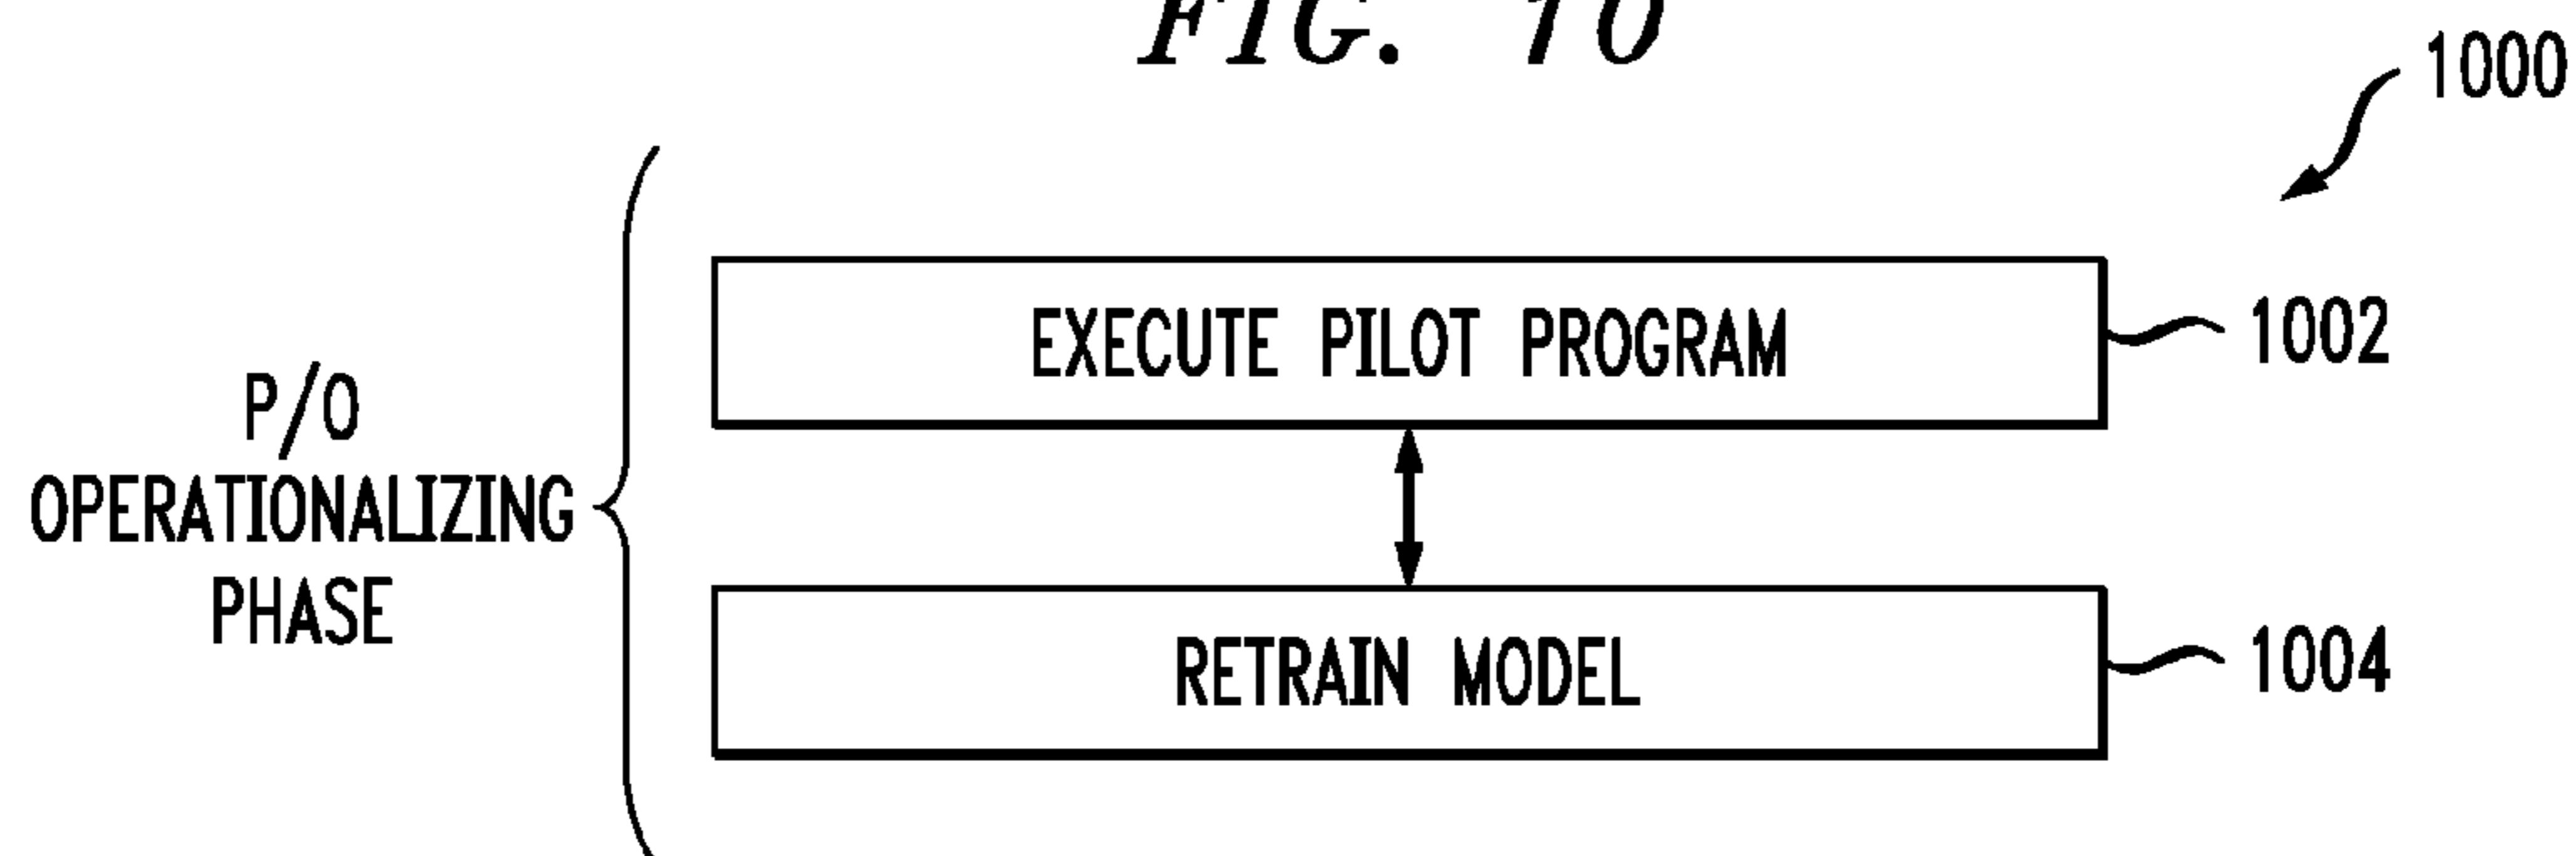 FIG. 10
1000
EXECUTE PILOT PROGRAM
1002
P/O
OPERATIONALIZING
PHASE
RETRAIN MODEL
1004